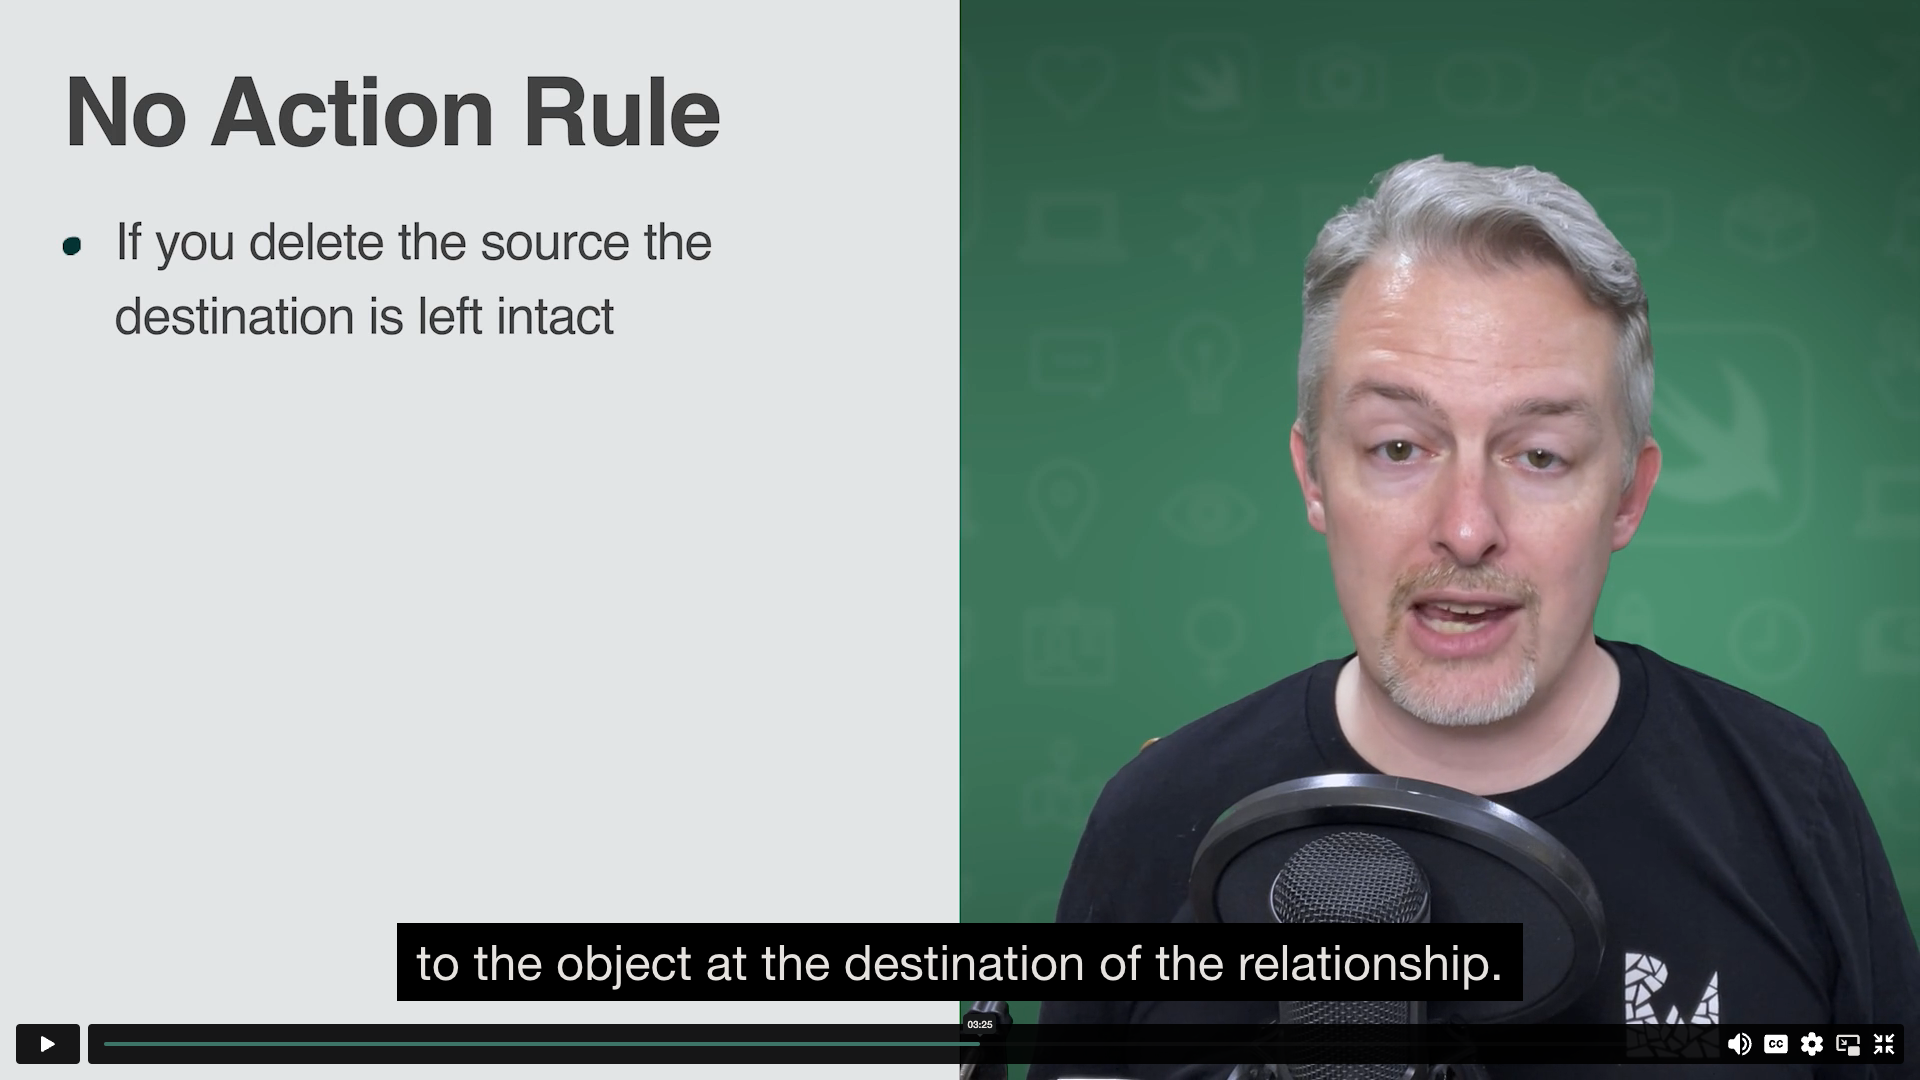 No Action Rule
If you delete the source the
destination is left intact
to the object at the destination of the relationship.
03:25
CC
RW